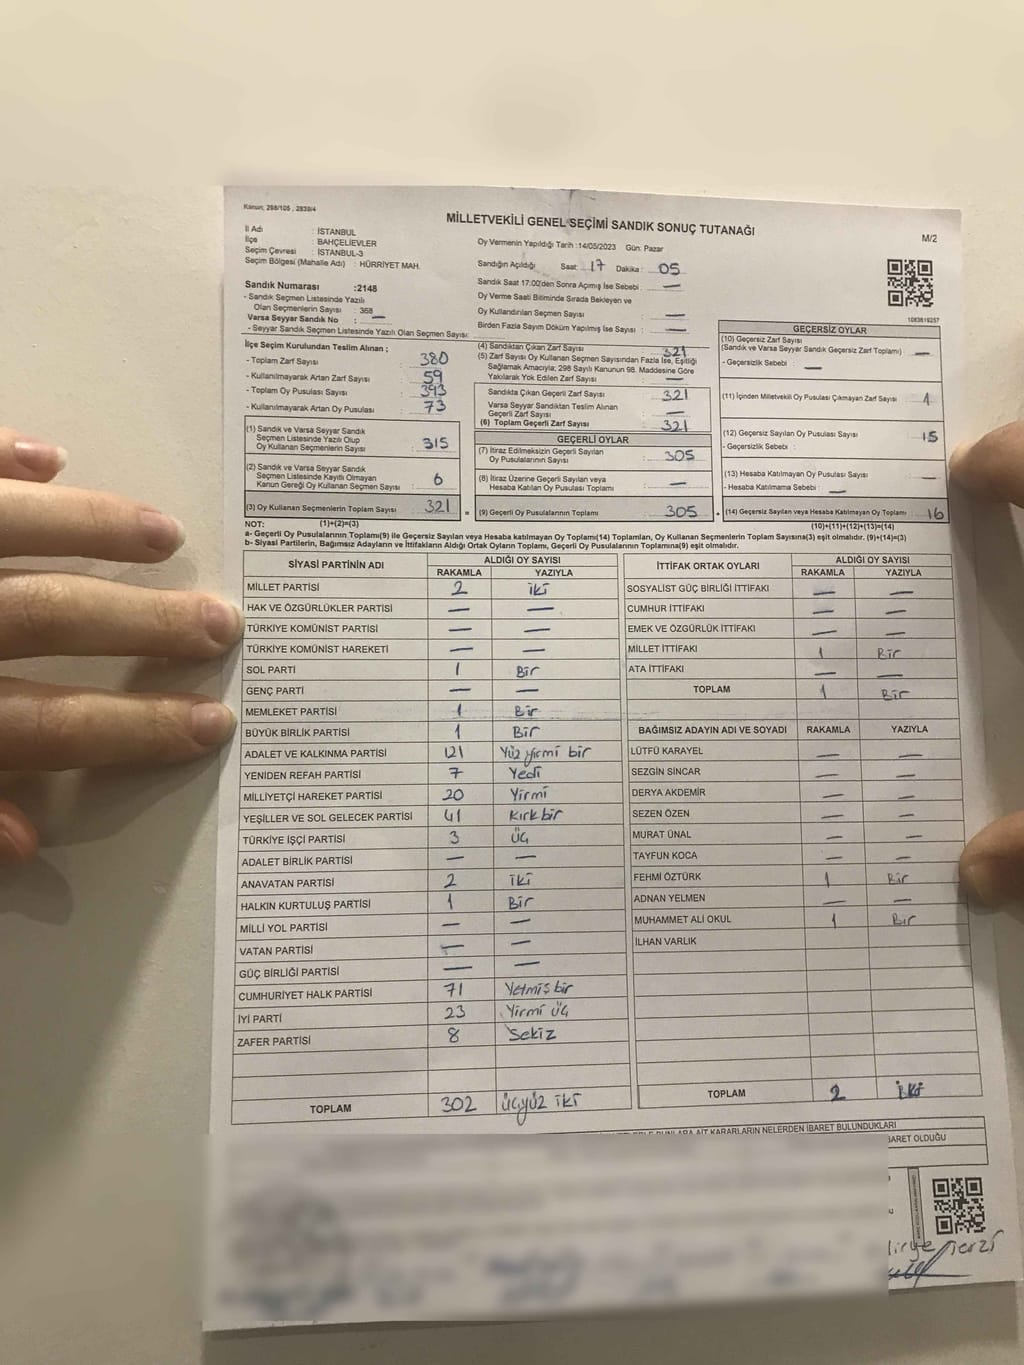 Kanun; 298/105 , 2839/4
MİLLETVEKİLİ GENEL SEÇİMİ SANDIK SONUÇ TUTANAĞI
M/2
İl Adı : İSTANBUL
İlçe : BAHÇELİEVLER
Seçim Çevresi : İSTANBUL-3
Seçim Bölgesi (Mahalle Adı) : HÜRRİYET MAH.
Oy Vermenin Yapıldığı Tarih :14/05/2023 Gün: Pazar
Sandığın Açıldığı Saat: 17 Dakika : 05
Sandık Saat 17:00'den Sonra Açımış İse Sebebi : —
Oy Verme Saati Bitiminde Sırada Bekleyen ve
Oy Kullandırılan Seçmen Sayısı : —
Birden Fazla Sayım Döküm Yapılmış İse Sayısı : —
1083819257
Sandık Numarası :2148
- Sandık Seçmen Listesinde Yazılı
Olan Seçmenlerin Sayısı : 368
Varsa Seyyar Sandık No : —
- Seyyar Sandık Seçmen Listesinde Yazılı Olan Seçmen Sayısı:
İlçe Seçim Kurulundan Teslim Alınan ;
- Toplam Zarf Sayısı : 380
- Kullanılmayarak Artan Zarf Sayısı : 59
- Toplam Oy Pusulası Sayısı : 393
- Kullanılmayarak Artan Oy Pusulası : 73
(1) Sandık ve Varsa Seyyar Sandık
Seçmen Listesinde Yazılı Olup
Oy Kullanan Seçmenlerin Sayısı : 315
(2) Sandık ve Varsa Seyyar Sandık
Seçmen Listesinde Kayıtlı Olmayan
Kanun Gereği Oy Kullanan Seçmen Sayısı : 6
(3) Oy Kullanan Seçmenlerin Toplam Sayısı : 321
(4) Sandıktan Çıkan Zarf Sayısı : 321
(5) Zarf Sayısı Oy Kullanan Seçmen Sayısından Fazla İse, Eşitliği
Sağlamak Amacıyla; 298 Sayılı Kanunun 98. Maddesine Göre
Yakılarak Yok Edilen Zarf Sayısı : —
Sandıkta Çıkan Geçerli Zarf Sayısı : 321
Varsa Seyyar Sandıktan Teslim Alınan
Geçerli Zarf Sayısı : —
(6) Toplam Geçerli Zarf Sayısı : 321
GEÇERLİ OYLAR
(7) İtiraz Edilmeksizin Geçerli Sayılan
Oy Pusulalarının Sayısı : 305
(8) İtiraz Üzerine Geçerli Sayılan veya
Hesaba Katılan Oy Pusulası Toplamı : —
= (9) Geçerli Oy Pusulalarının Toplamı : 305
GEÇERSİZ OYLAR
(10) Geçersiz Zarf Sayısı
(Sandık ve Varsa Seyyar Sandık Geçersiz Zarf Toplamı) : —
- Geçersizlik Sebebi : —
(11) İçinden Milletvekil Oy Pusulası Çıkmayan Zarf Sayısı : 1
(12) Geçersiz Sayılan Oy Pusulası Sayısı : 15
- Geçersizlik Sebebi :
(13) Hesaba Katılmayan Oy Pusulası Sayısı : —
- Hesaba Katılmama Sebebi : —
+ (14) Geçersiz Sayılan veya Hesaba Katılmayan Oy Toplamı : 16
NOT: (1)+(2)=(3)
(10)+(11)+(12)+(13)=(14)
a- Geçerli Oy Pusulalarının Toplamı(9) ile Geçersiz Sayılan veya Hesaba katılmayan Oy Toplamı(14) Toplamları, Oy Kullanan Seçmenlerin Toplam Sayısına(3) eşit olmalıdır. (9)+(14)=(3)
b- Siyasi Partilerin, Bağımsız Adayların ve İttifakların Aldığı Ortak Oyların Toplamı, Geçerli Oy Pusulalarının Toplamına(9) eşit olmalıdır.
SİYASİ PARTİNİN ADI ALDIĞI OY SAYISI
RAKAMLA YAZIYLA
MİLLET PARTİSİ 2 iki
HAK VE ÖZGÜRLÜKLER PARTİSİ — —
TÜRKİYE KOMÜNİST PARTİSİ — —
TÜRKİYE KOMÜNİST HAREKETİ — —
SOL PARTİ 1 Bir
GENÇ PARTİ — —
MEMLEKET PARTİSİ 1 Bir
BÜYÜK BİRLİK PARTİSİ 1 Bir
ADALET VE KALKINMA PARTİSİ 121 Yüz yirmi bir
YENİDEN REFAH PARTİSİ 7 Yedi
MİLLİYETÇİ HAREKET PARTİSİ 20 Yirmi
YEŞİLLER VE SOL GELECEK PARTİSİ 41 Kırk bir
TÜRKİYE İŞÇİ PARTİSİ 3 Üç
ADALET BİRLİK PARTİSİ — —
ANAVATAN PARTİSİ 2 iki
HALKIN KURTULUŞ PARTİSİ 1 Bir
MİLLİ YOL PARTİSİ — —
VATAN PARTİSİ — —
GÜÇ BİRLİĞİ PARTİSİ — —
CUMHURİYET HALK PARTİSİ 71 Yetmiş bir
İYİ PARTİ 23 Yirmi üç
ZAFER PARTİSİ 8 Sekiz
TOPLAM 302 üçyüz iki
İTTİFAK ORTAK OYLARI ALDIĞI OY SAYISI
RAKAMLA YAZIYLA
SOSYALİST GÜÇ BİRLİĞİ İTTİFAKI — —
CUMHUR İTTİFAKI — —
EMEK VE ÖZGÜRLÜK İTTİFAKI — —
MİLLET İTTİFAKI 1 Bir
ATA İTTİFAKI — —
TOPLAM 1 Bir
BAĞIMSIZ ADAYIN ADI VE SOYADI RAKAMLA YAZIYLA
LÜTFÜ KARAYEL — —
SEZGİN SİNCAR — —
DERYA AKDEMİR — —
SEZEN ÖZEN — —
MURAT ÜNAL — —
TAYFUN KOCA — —
FEHMİ ÖZTÜRK 1 Bir
ADNAN YELMEN — —
MUHAMMET ALİ OKUL 1 Bir
İLHAN VARLIK
TOPLAM 2 iki
BUNLARA AİT KARARLARIN NELERDEN İBARET BULUNDUKLARI
BARET OLDUĞU